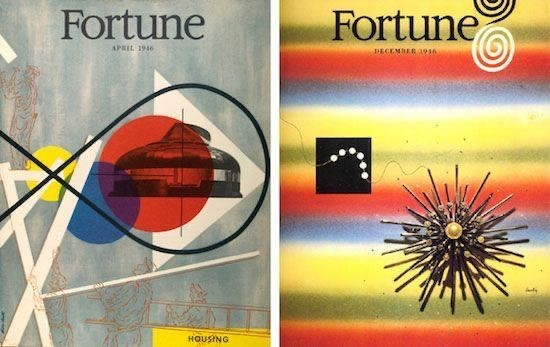 Fortune
APRIL 1946
HOUSING
Fortune
DECEMBER 1946